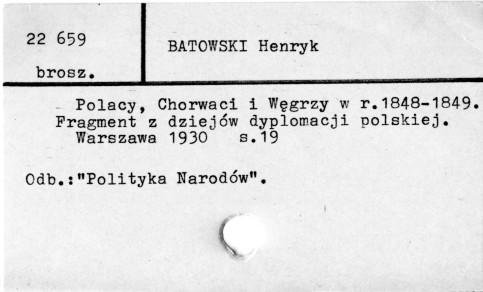 22 659
BATOWSKI Henryk
brosz.
Polacy, Chorwaci i Węgrzy w r.1848-1849.
Fragment z dziejów dyplomacji polskiej.
Warszawa 1930 s.19
Odb.:"Polityka Narodów".